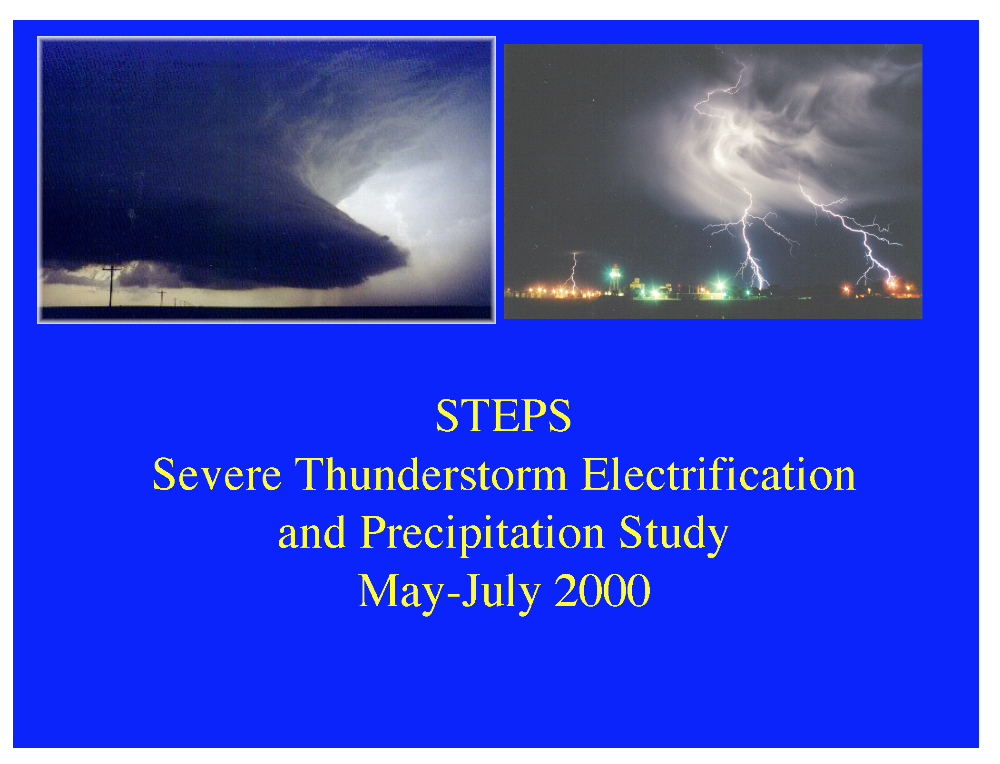 STEPS
Severe Thunderstorm Electrification
and Precipitation Study
May-July 2000